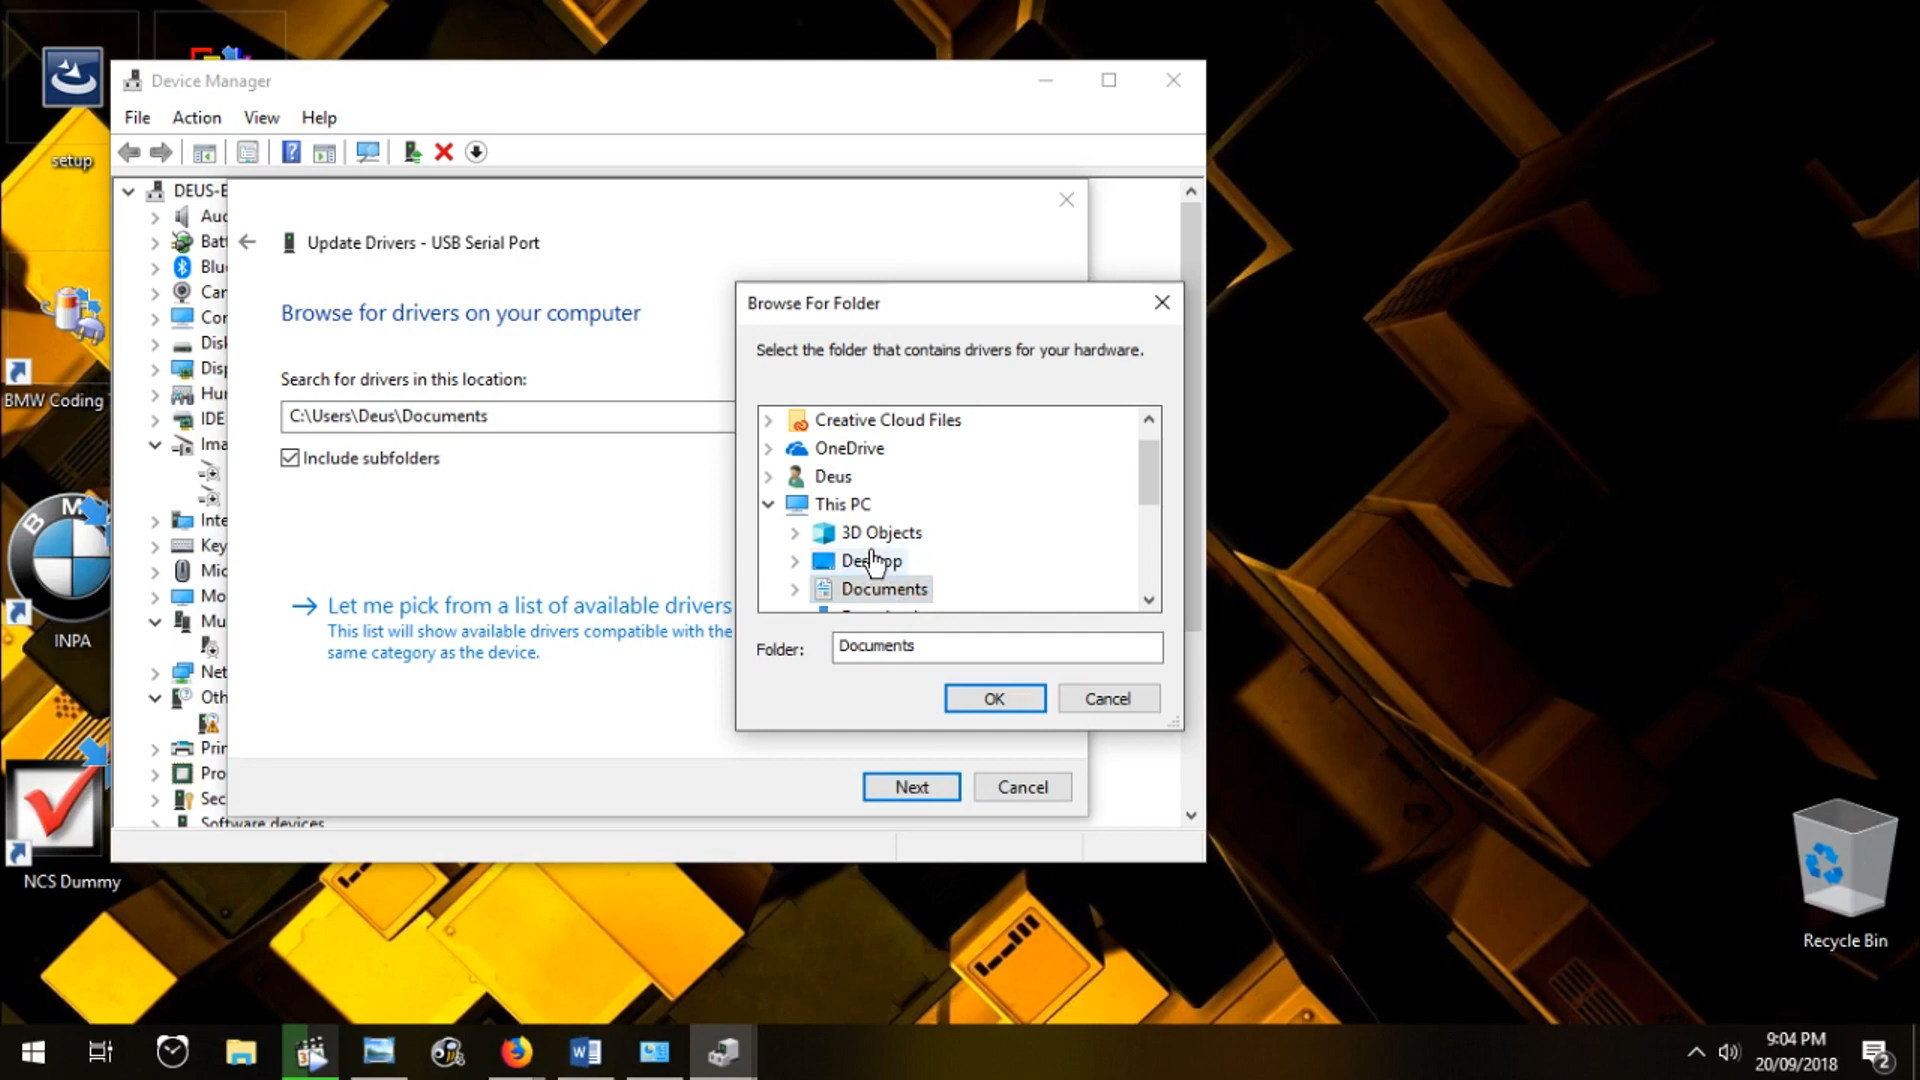 setup
BMW Coding
INPA
NCS Dummy
Recycle Bin
Device Manager
File Action View Help
DEUS-E
Aud
Batt
Blu
Car
Cor
Disk
Disp
Hur
IDE
Ima
Inte
Key
Mic
Mo
Mu
Net
Oth
Prir
Pro
Sec
Software devices
Update Drivers - USB Serial Port
Browse for drivers on your computer
Search for drivers in this location:
C:\Users\Deus\Documents
Include subfolders
Let me pick from a list of available drivers
This list will show available drivers compatible with the
same category as the device.
Next Cancel
Browse For Folder
Select the folder that contains drivers for your hardware.
Creative Cloud Files
OneDrive
Deus
This PC
3D Objects
Desktop
Documents
Folder: Documents
OK Cancel
9:04 PM
20/09/2018
2